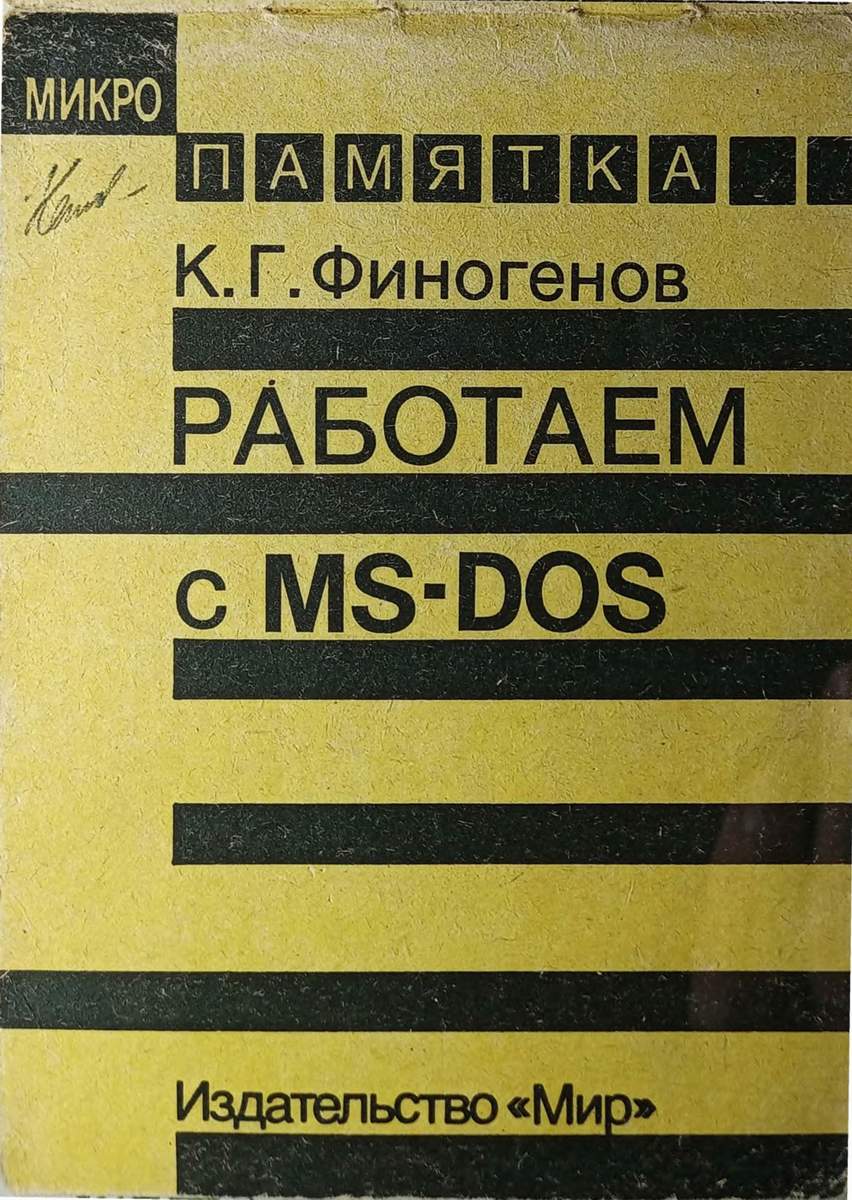 МИКРО
ПАМЯТКА
К.Г.Финогенов
РАБОТАЕМ
с MS-DOS
Издательство «Мир»